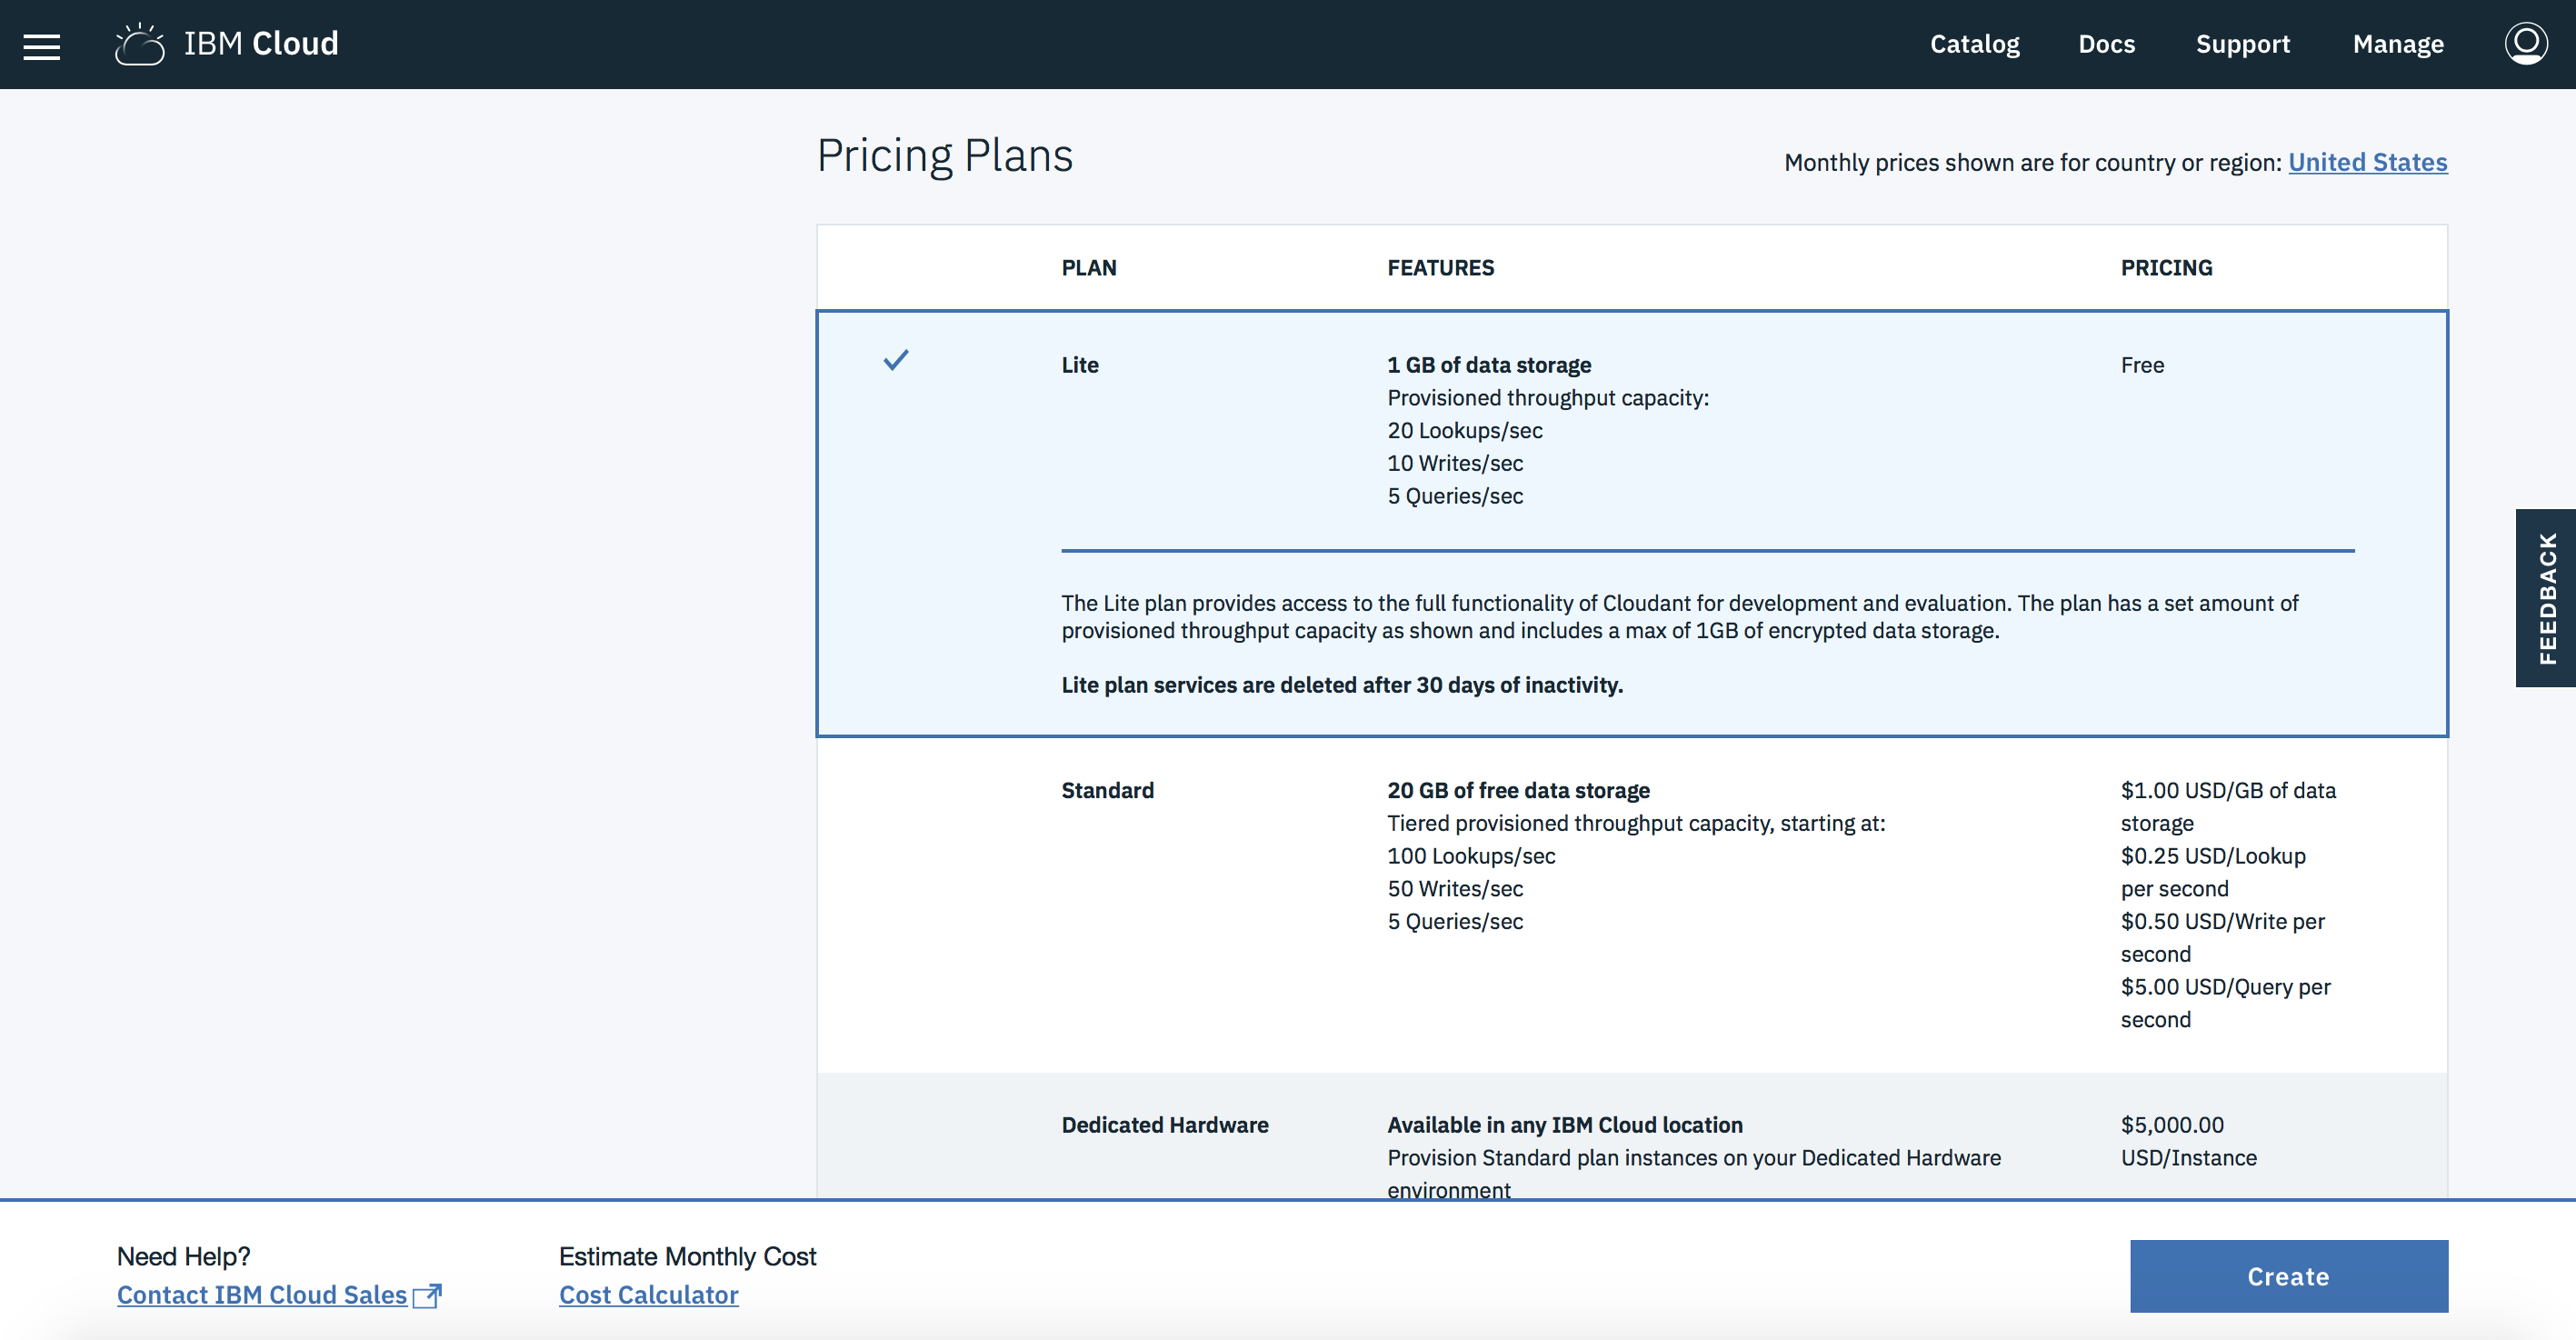 IBM Cloud
Catalog
Docs
Support
Manage
Pricing Plans
Monthly prices shown are for country or region: United States
PLAN
FEATURES
PRICING
Lite
1 GB of data storage
Free
Provisioned throughput capacity:
20 Lookups/sec
10 Writes/sec
5 Queries/sec
The Lite plan provides access to the full functionality of Cloudant for development and evaluation. The plan has a set amount of
provisioned throughput capacity as shown and includes a max of 1GB of encrypted data storage.
Lite plan services are deleted after 30 days of inactivity.
FEEDBACK
Standard
20 GB of free data storage
Tiered provisioned throughput capacity, starting at:
100 Lookups/sec
50 Writes/sec
5 Queries/sec
$1.00 USD/GB of data
storage
$0.25 USD/Lookup
per second
$0.50 USD/Write per
second
$5.00 USD/Query per
second
Dedicated Hardware
Available in any IBM Cloud location
Provision Standard plan instances on your Dedicated Hardware
environment
$5,000.00
USD/Instance
Need Help?
Contact IBM Cloud Sales
Estimate Monthly Cost
Cost Calculator
Create